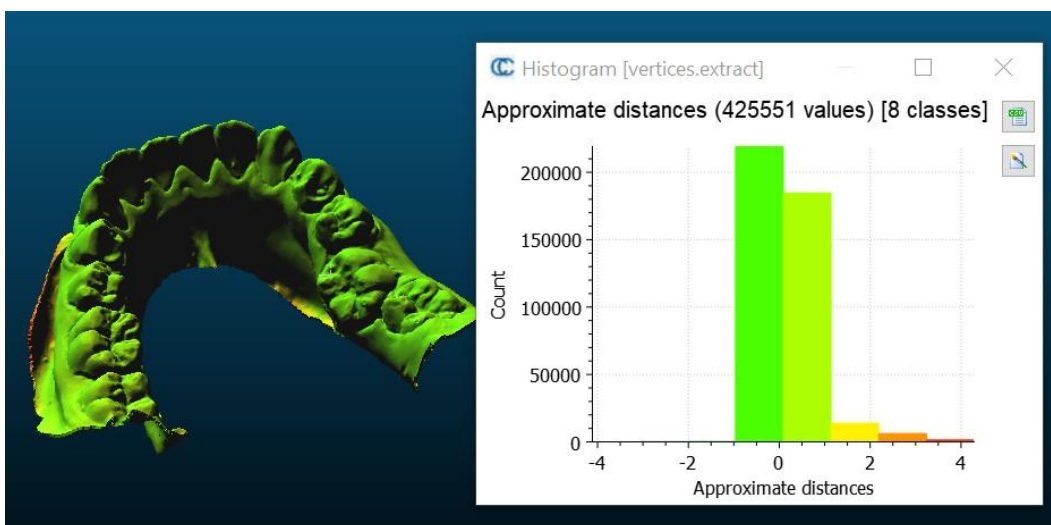 Histogram [vertices.extract]
Approximate distances (425551 values) [8 classes]
CSV
200000
150000
100000
50000
0
Count
-4 -2 0 2 4
Approximate distances